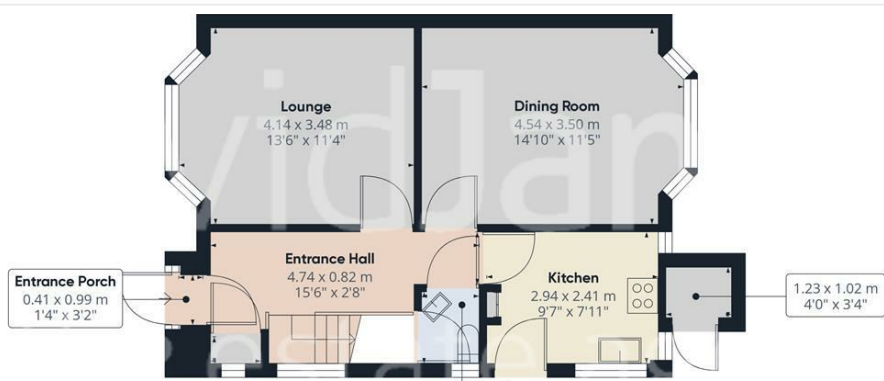 Lounge
4.14 x 3.48 m
13'6" x 11'4"
Dining Room
4.54 x 3.50 m
14'10" x 11'5"
Entrance Hall
4.74 x 0.82 m
15'6" x 2'8"
Entrance Porch
0.41 x 0.99 m
1'4" x 3'2"
Kitchen
2.94 x 2.41 m
9'7" x 7'11"
1.23 x 1.02 m
4'0" x 3'4"